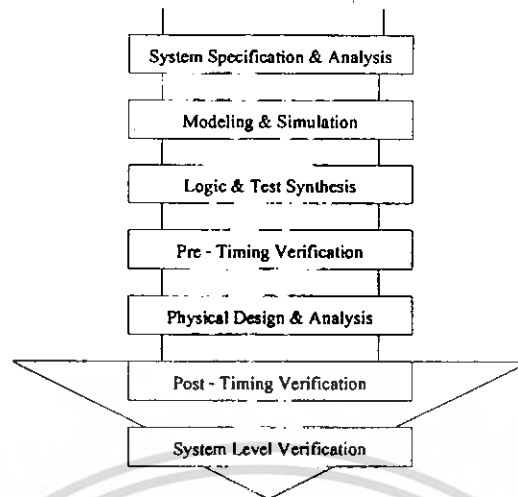 System Specification & Analysis
Modeling & Simulation
Logic & Test Synthesis
Pre - Timing Verification
Physical Design & Analysis
Post - Timing Verification
System Level Verification